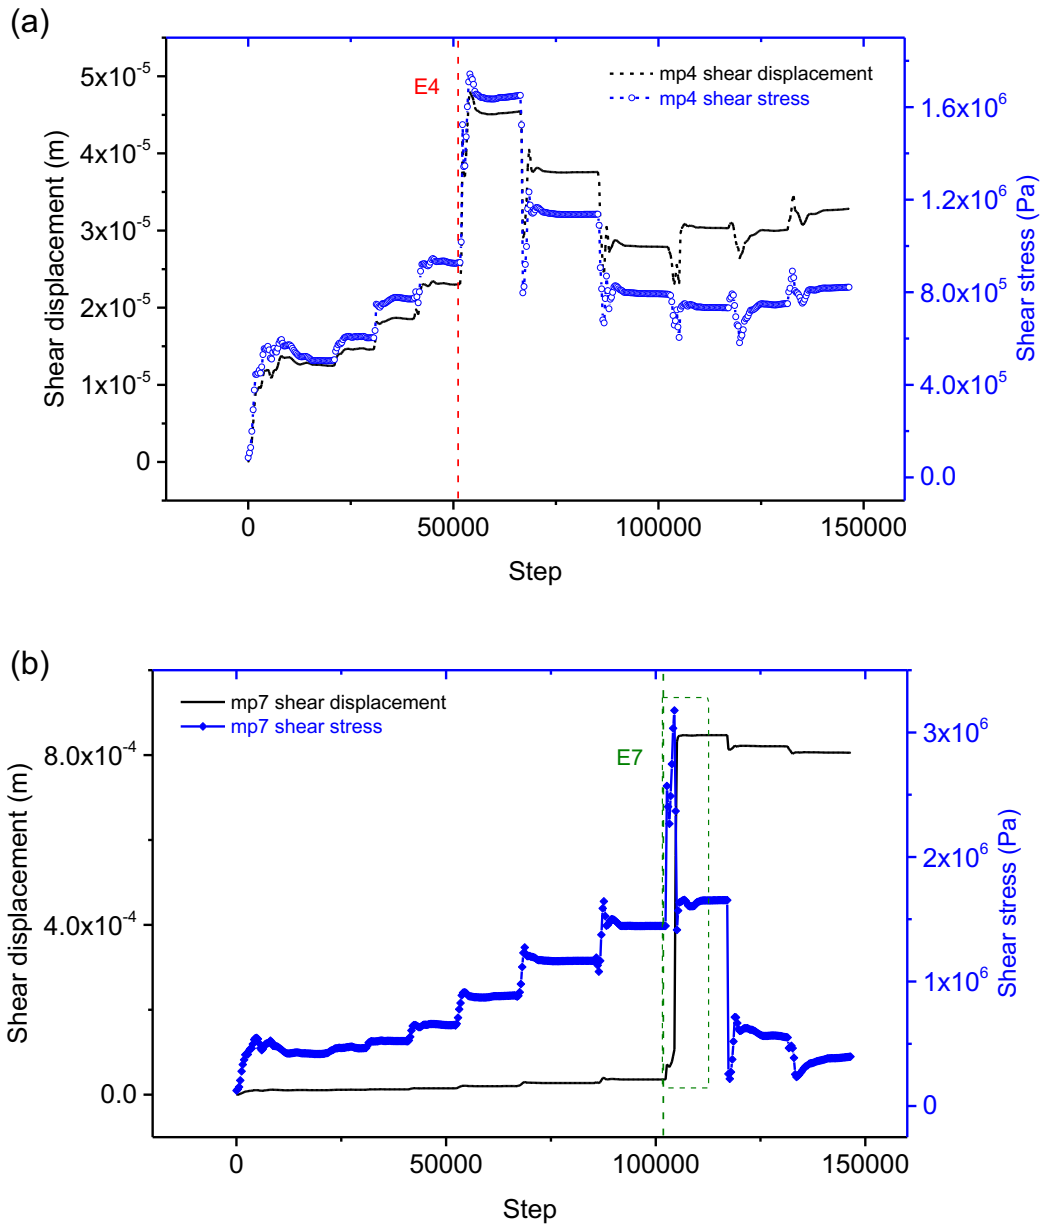 (a)
5x10⁻⁵
4x10⁻⁵
3x10⁻⁵
2x10⁻⁵
1x10⁻⁵
0
Shear displacement (m)
E4
mp4 shear displacement
mp4 shear stress
1.6x10⁶
1.2x10⁶
8.0x10⁵
4.0x10⁵
0.0
Shear stress (Pa)
0 50000 100000 150000
Step
(b)
8.0x10⁻⁴
4.0x10⁻⁴
0.0
Shear displacement (m)
mp7 shear displacement
mp7 shear stress
E7
3x10⁶
2x10⁶
1x10⁶
0
Shear stress (Pa)
0 50000 100000 150000
Step